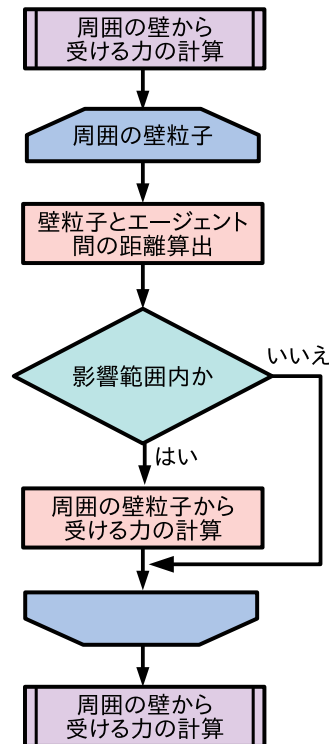 周囲の壁から
受ける力の計算
周囲の壁粒子
壁粒子とエージェント
間の距離算出
影響範囲内か
いいえ
はい
周囲の壁粒子から
受ける力の計算
周囲の壁から
受ける力の計算